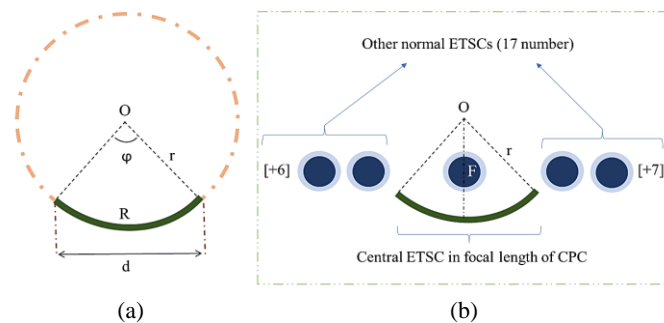 O
φ
r
R
d
(a)
Other normal ETSCs (17 number)
O
r
[+6]
F
[+7]
Central ETSC in focal length of CPC
(b)